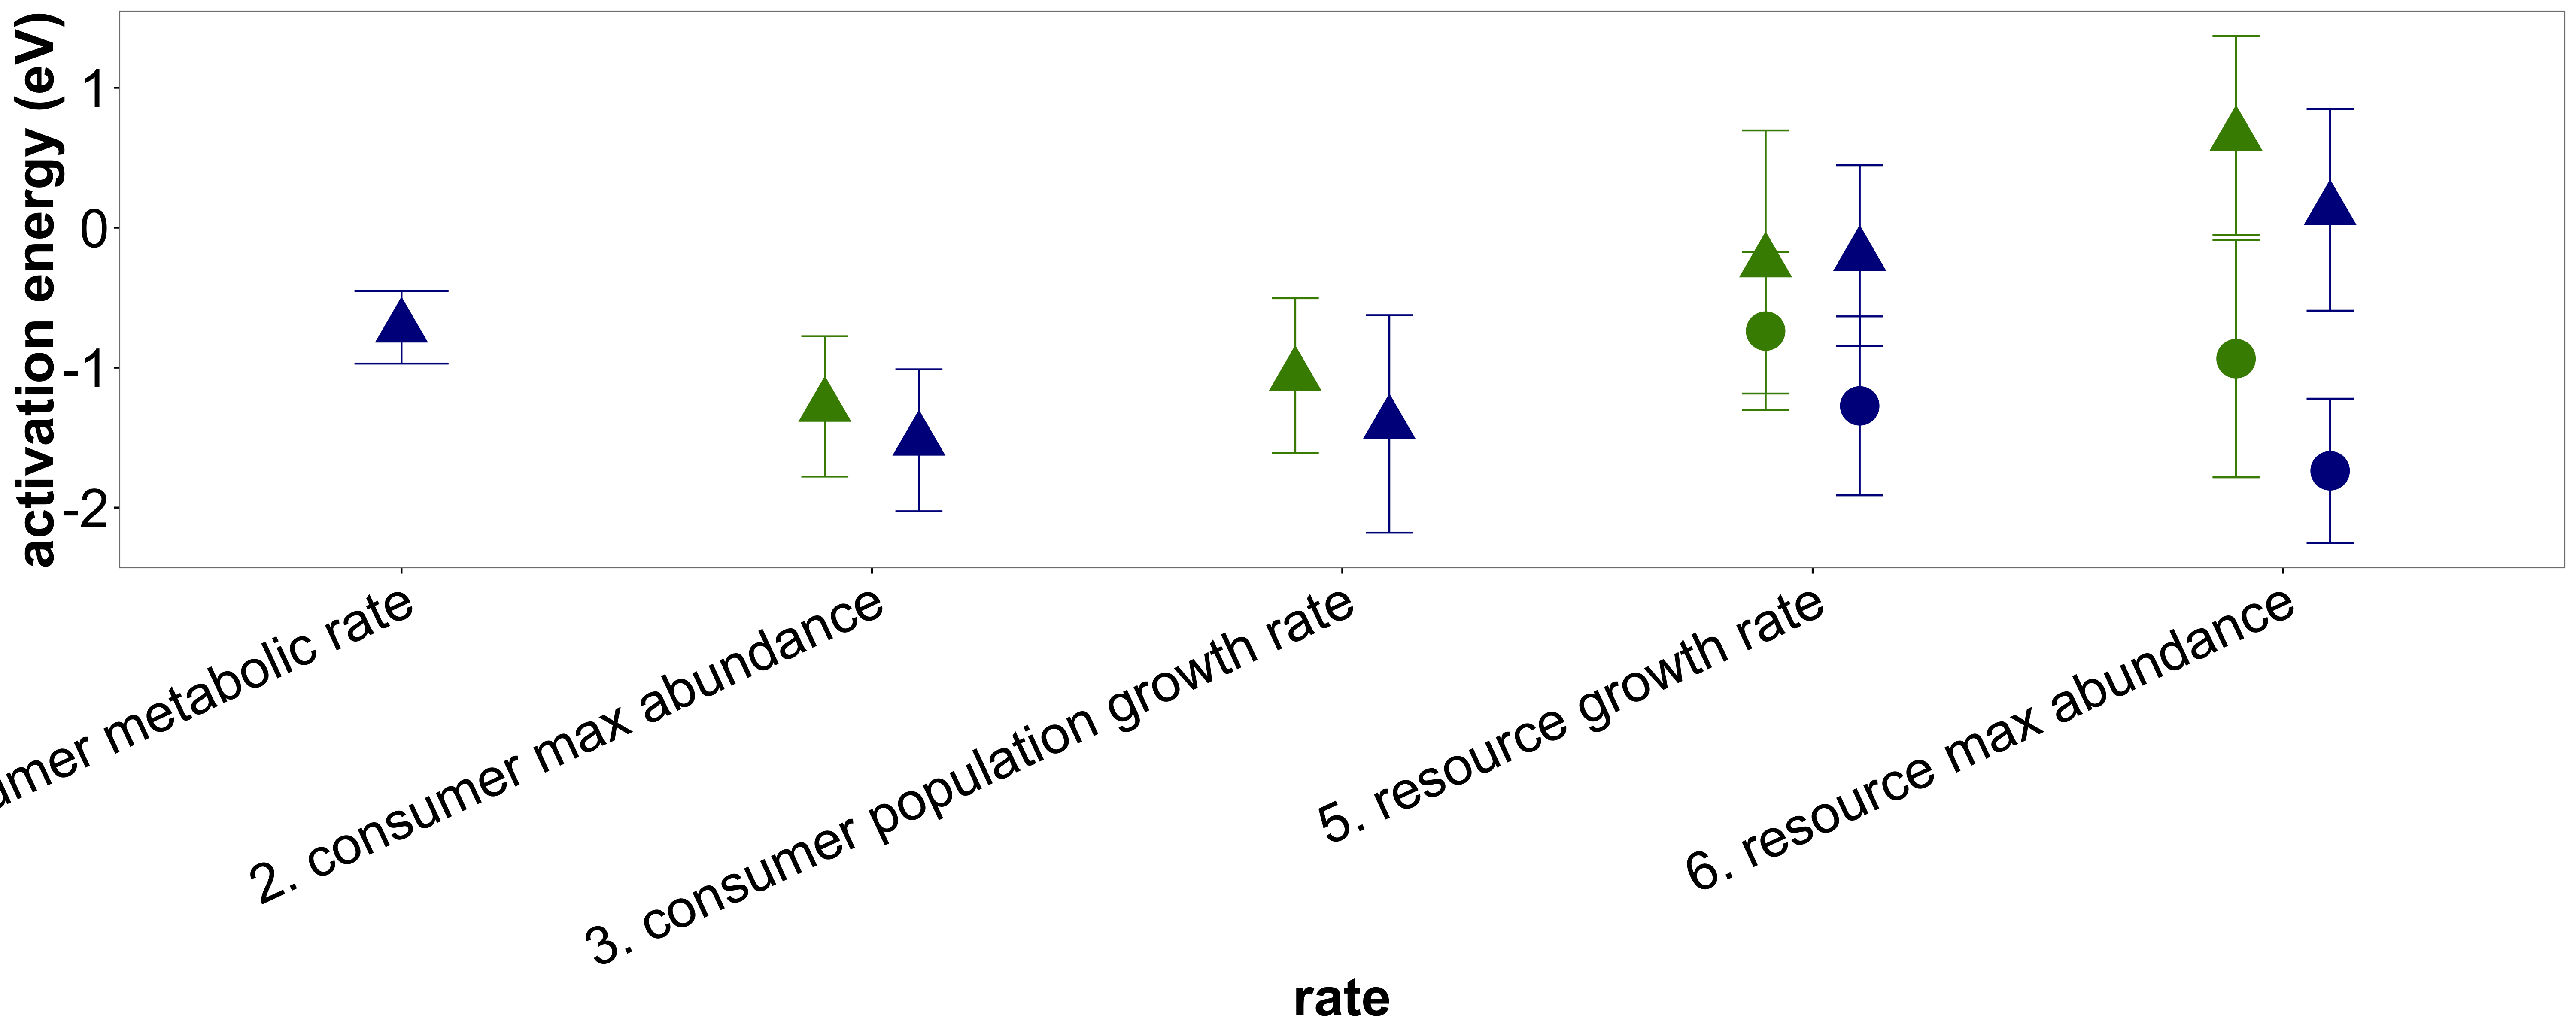 activation energy (eV)
1
0
-1
-2
metabolic rate
2. consumer max abundance
3. consumer population growth rate
5. resource growth rate
6. resource max abundance
rate